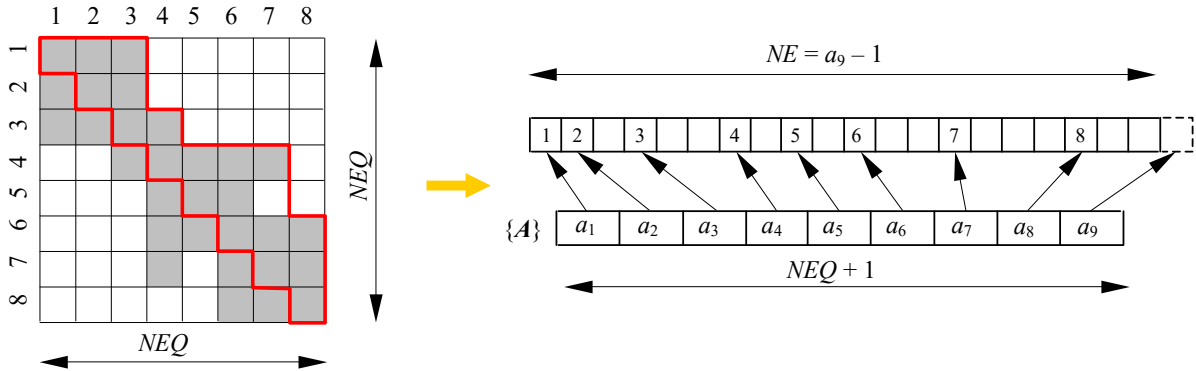 1 2 3 4 5 6 7 8
1
2
3
4
5
6
7
8
NEQ
NEQ
NE = a₉ – 1
1 2 3 4 5 6 7 8
{A} a₁ a₂ a₃ a₄ a₅ a₆ a₇ a₈ a₉
NEQ + 1